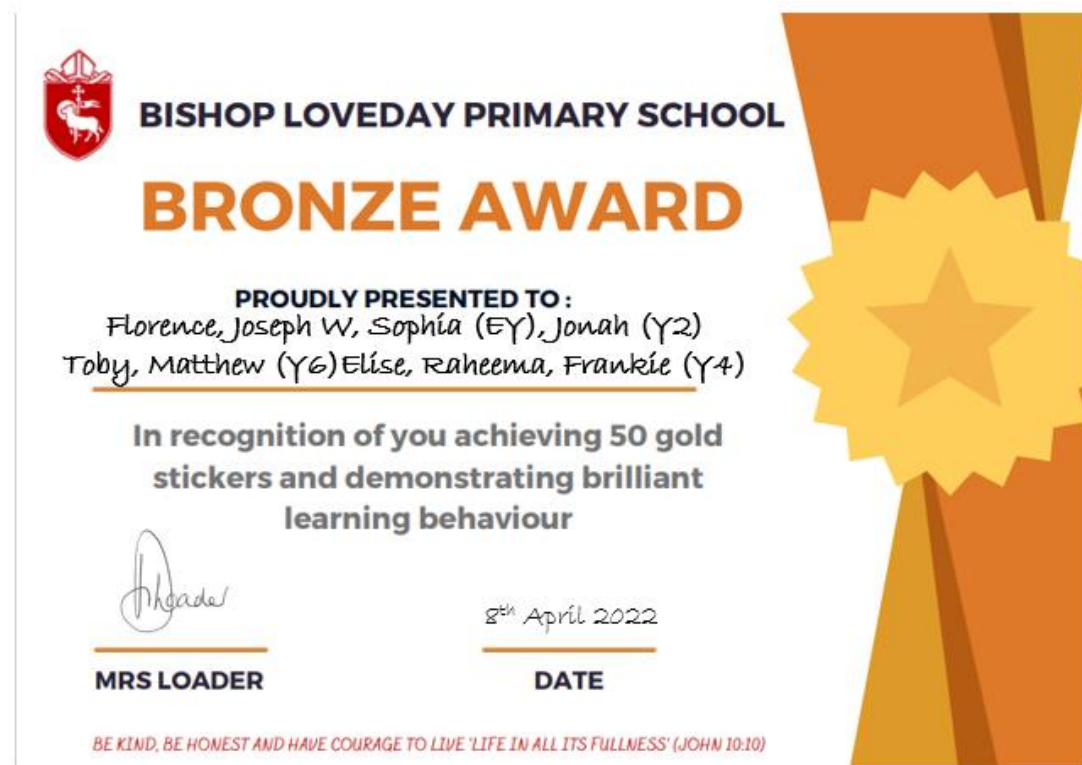 BISHOP LOVEDAY PRIMARY SCHOOL
BRONZE AWARD
PROUDLY PRESENTED TO :
Florence, Joseph W, Sophia (EY), Jonah (Y2)
Toby, Matthew (Y6) Elise, Raheema, Frankie (Y4)
In recognition of you achieving 50 gold
stickers and demonstrating brilliant
learning behaviour
hLoader
8th April 2022
MRS LOADER
DATE
BE KIND, BE HONEST AND HAVE COURAGE TO LIVE 'LIFE IN ALL ITS FULLNESS' (JOHN 10:10)